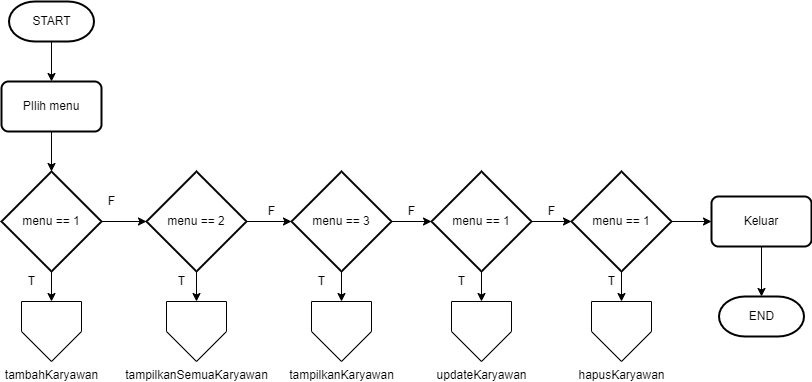 START
PIlih menu
menu == 1
F
menu == 2
F
menu == 3
F
menu == 1
F
menu == 1
Keluar
T
T
T
T
T
END
tambahKaryawan
tampilkanSemuaKaryawan
tampilkanKaryawan
updateKaryawan
hapusKaryawan